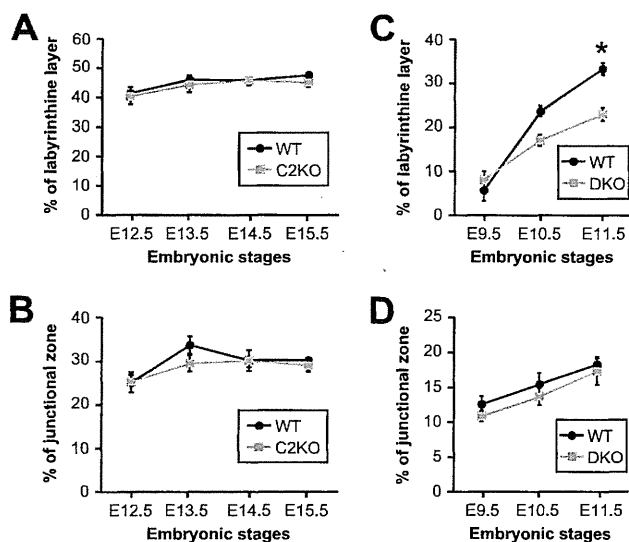 A
% of labyrinthine layer
60
50
40
30
20
10
0
WT
C2KO
E12.5 E13.5 E14.5 E15.5
Embryonic stages
B
% of junctional zone
40
30
20
10
0
WT
C2KO
E12.5 E13.5 E14.5 E15.5
Embryonic stages
C
% of labyrinthine layer
40
30
20
10
0
*
WT
DKO
E9.5 E10.5 E11.5
Embryonic stages
D
% of junctional zone
25
20
15
10
5
0
WT
DKO
E9.5 E10.5 E11.5
Embryonic stages